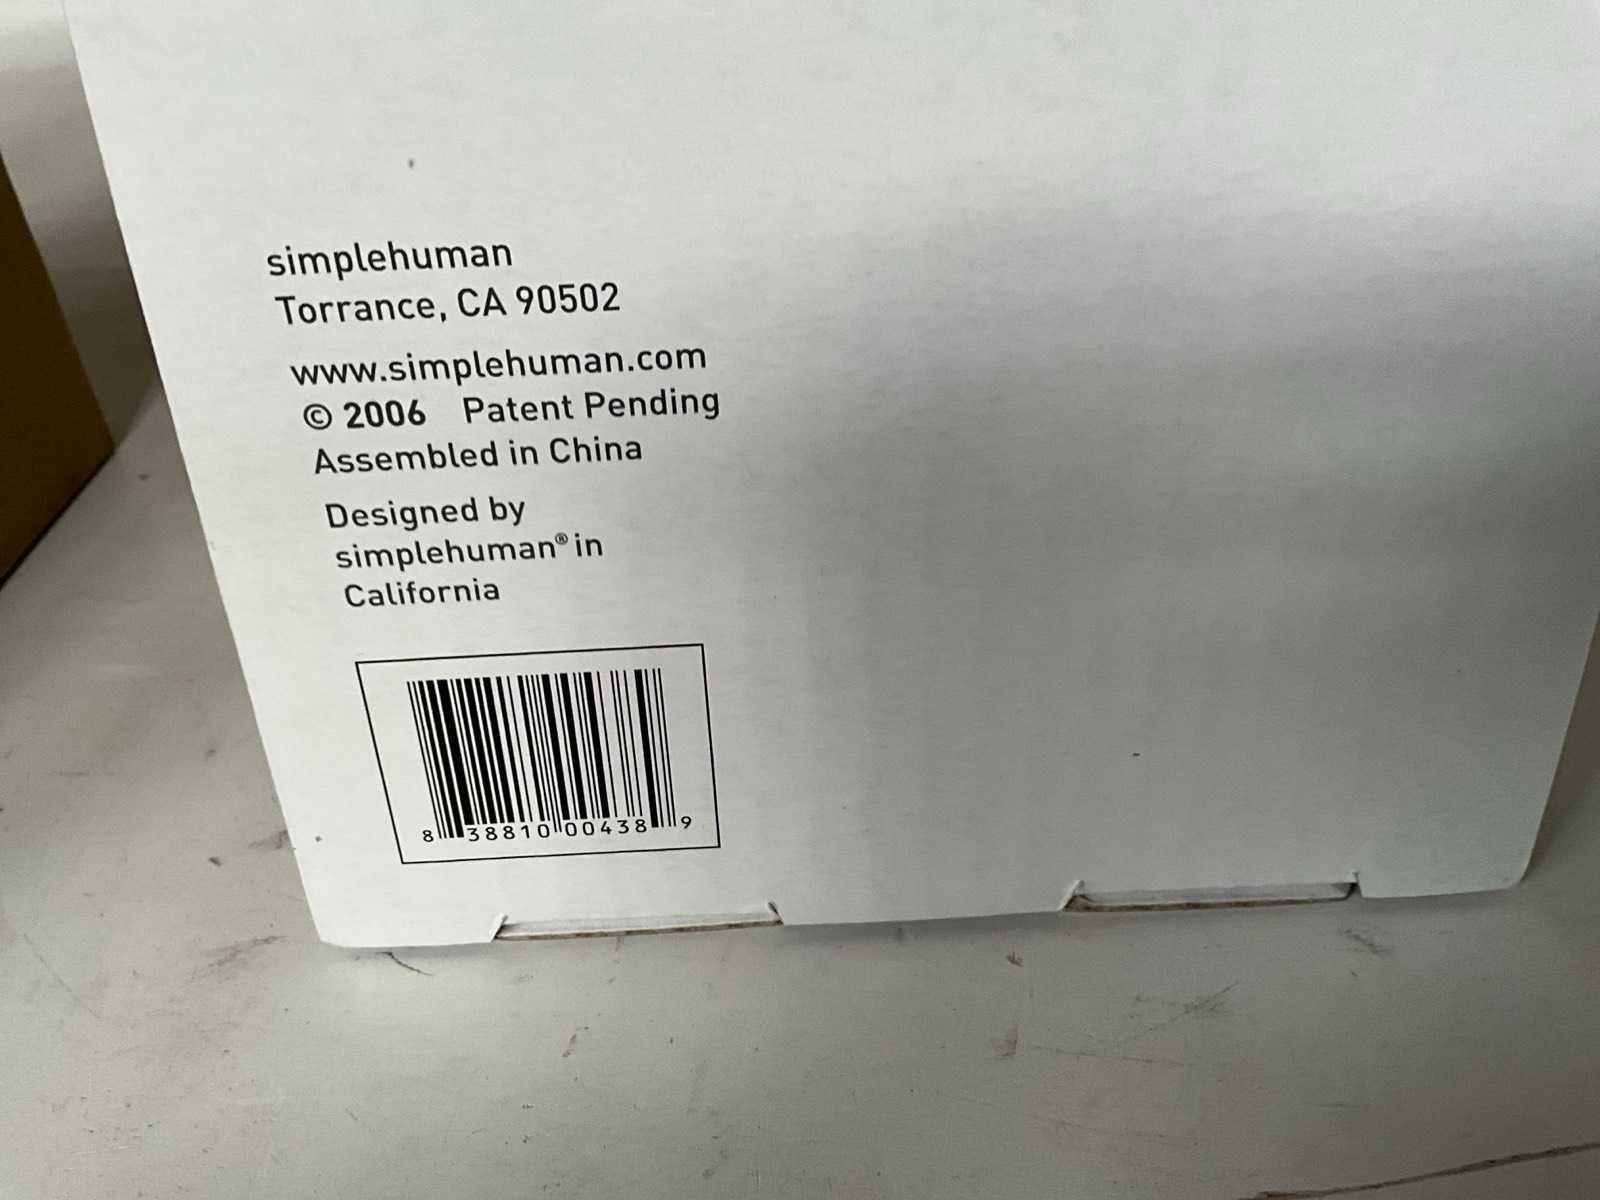 simplehuman
Torrance, CA 90502
www.simplehuman.com
© 2006 Patent Pending
Assembled in China
Designed by
simplehuman® in
California
8 38810 00438 9